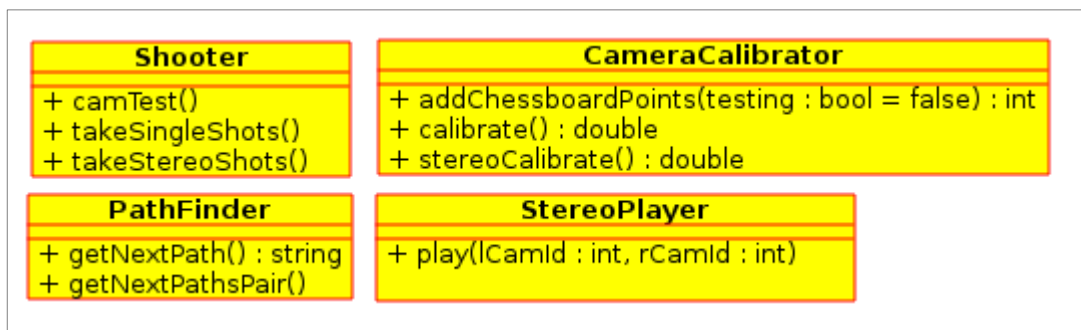 Shooter
+ camTest()
+ takeSingleShots()
+ takeStereoShots()
CameraCalibrator
+ addChessboardPoints(testing : bool = false) : int
+ calibrate() : double
+ stereoCalibrate() : double
PathFinder
+ getNextPath() : string
+ getNextPathsPair()
StereoPlayer
+ play(lCamId : int, rCamId : int)